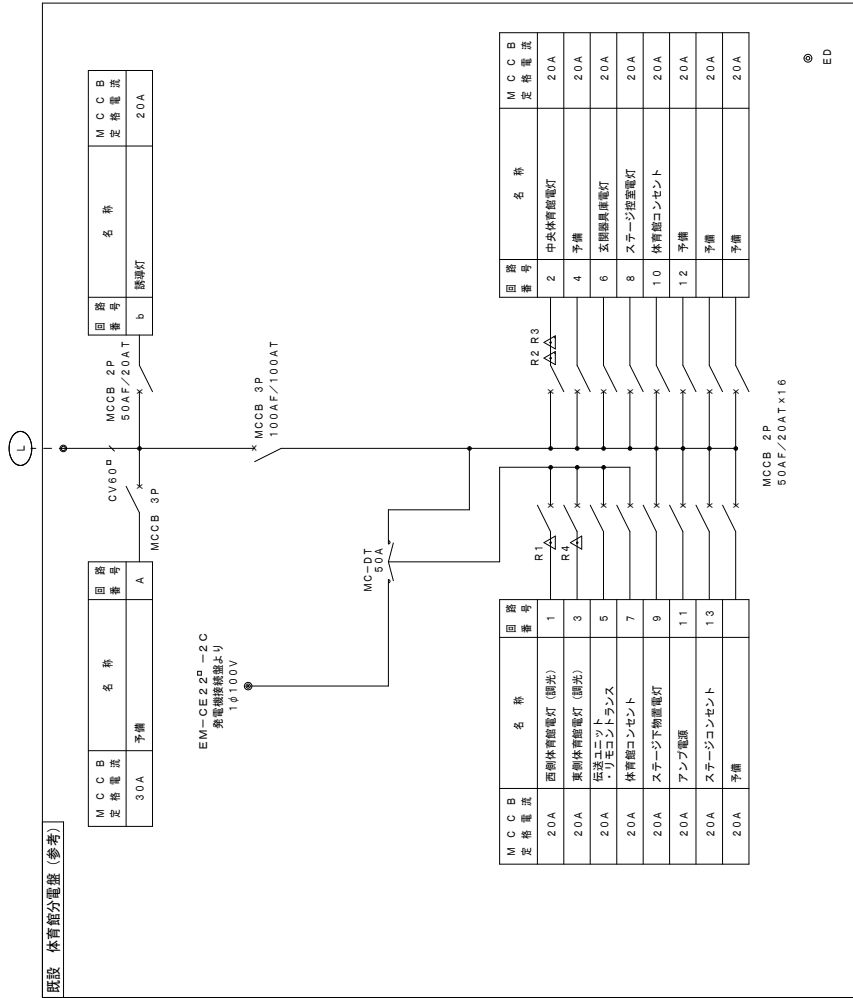 既設　体育館分電盤（参考）
L
CV60□
MCCB 3P
MCCB 2P
50AF/20AT
MCCB定格電流　名　称　回路番号
30A　予備　A
回路番号　名　称　MCCB定格電流
b　誘導灯　20A
MCCB 3P
100AF/100AT
EM-CE22□-2C
発電機接続盤より
1φ100V
MC-DT
50A
MCCB定格電流　名　称　回路番号
20A　西側体育館電灯（調光）　1
20A　東側体育館電灯（調光）　3
20A　伝送ユニット
・リモコントランス　5
20A　体育館コンセント　7
20A　ステージ下物置電灯　9
20A　アンプ電源　11
20A　ステージコンセント　13
20A　予備
R1
R4
R2 R3
回路番号　名　称　MCCB定格電流
2　中央体育館電灯　20A
4　予備　20A
6　玄関器具庫電灯　20A
8　ステージ控室電灯　20A
10　体育館コンセント　20A
12　予備　20A
予備　20A
予備　20A
MCCB 2P
50AF/20ATx16
ED